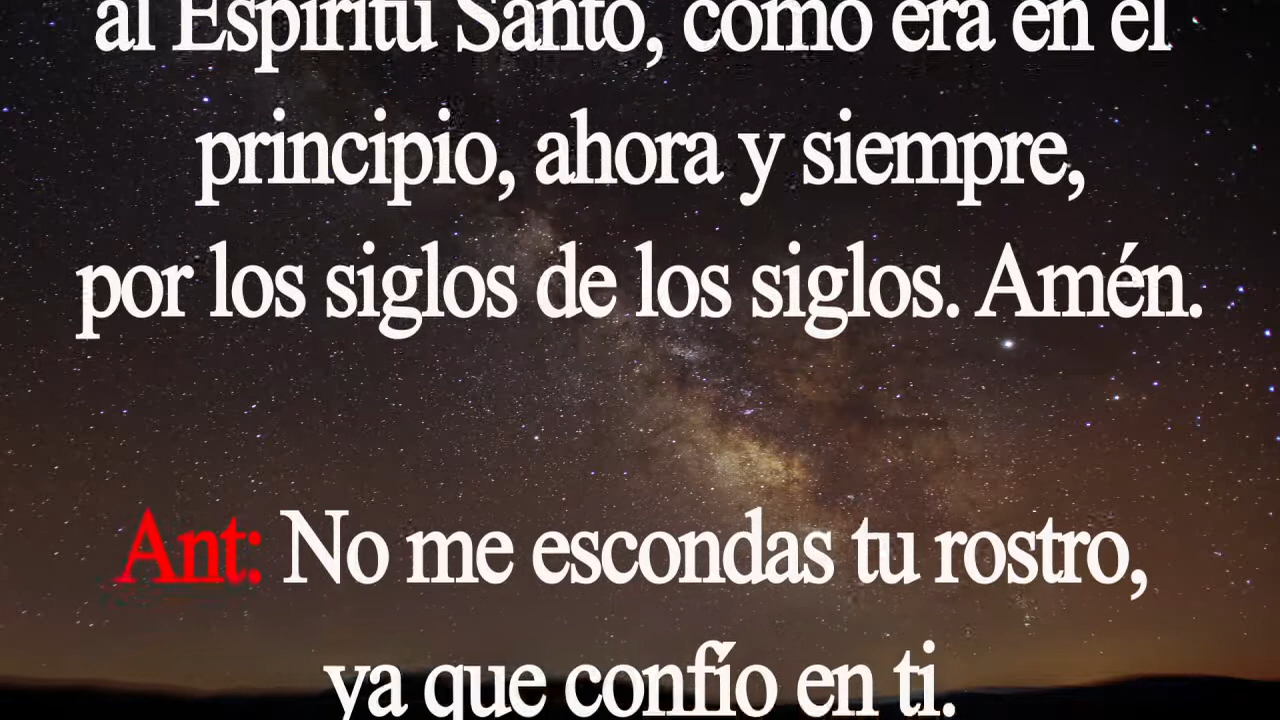 al Espíritu Santo, como era en el
principio, ahora y siempre,
por los siglos de los siglos. Amén.
Ant: No me escondas tu rostro,
ya que confío en ti.